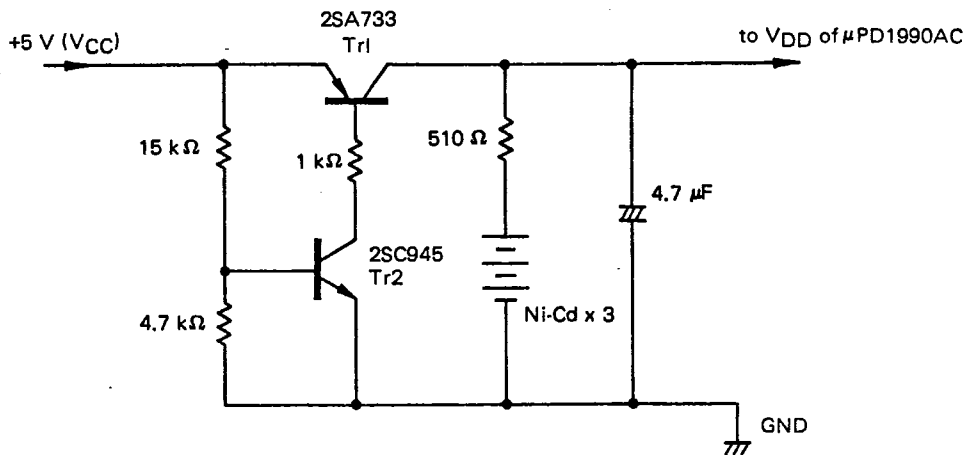 2SA733
Tr1
+5 V (VCC)
to VDD of μPD1990AC
15 kΩ
1 kΩ
510 Ω
4.7 μF
2SC945
Tr2
4.7 kΩ
Ni-Cd x 3
GND